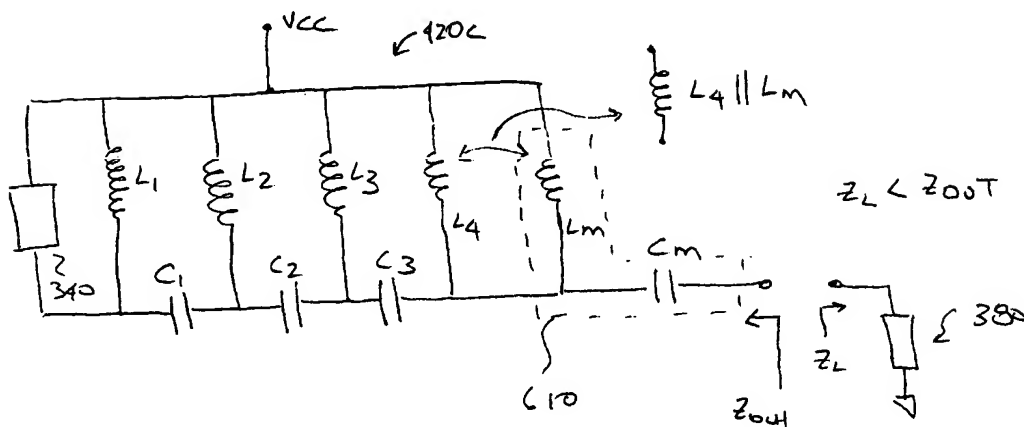 VCC
420C
L4 || Lm
L1
L2
L3
L4
Lm
ZL < ZOUT
340
C1
C2
C3
Cm
ZL
380
610
Zout